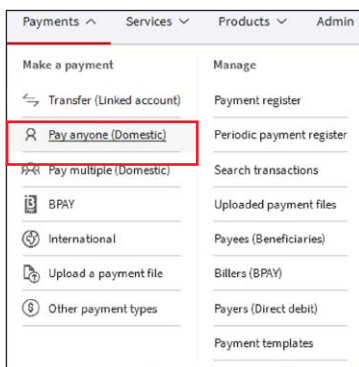 Payments Services Products Admin
Make a payment
Transfer (Linked account)
Pay anyone (Domestic)
Pay multiple (Domestic)
BPAY
International
Upload a payment file
Other payment types
Manage
Payment register
Periodic payment register
Search transactions
Uploaded payment files
Payees (Beneficiaries)
Billers (BPAY)
Payers (Direct debit)
Payment templates